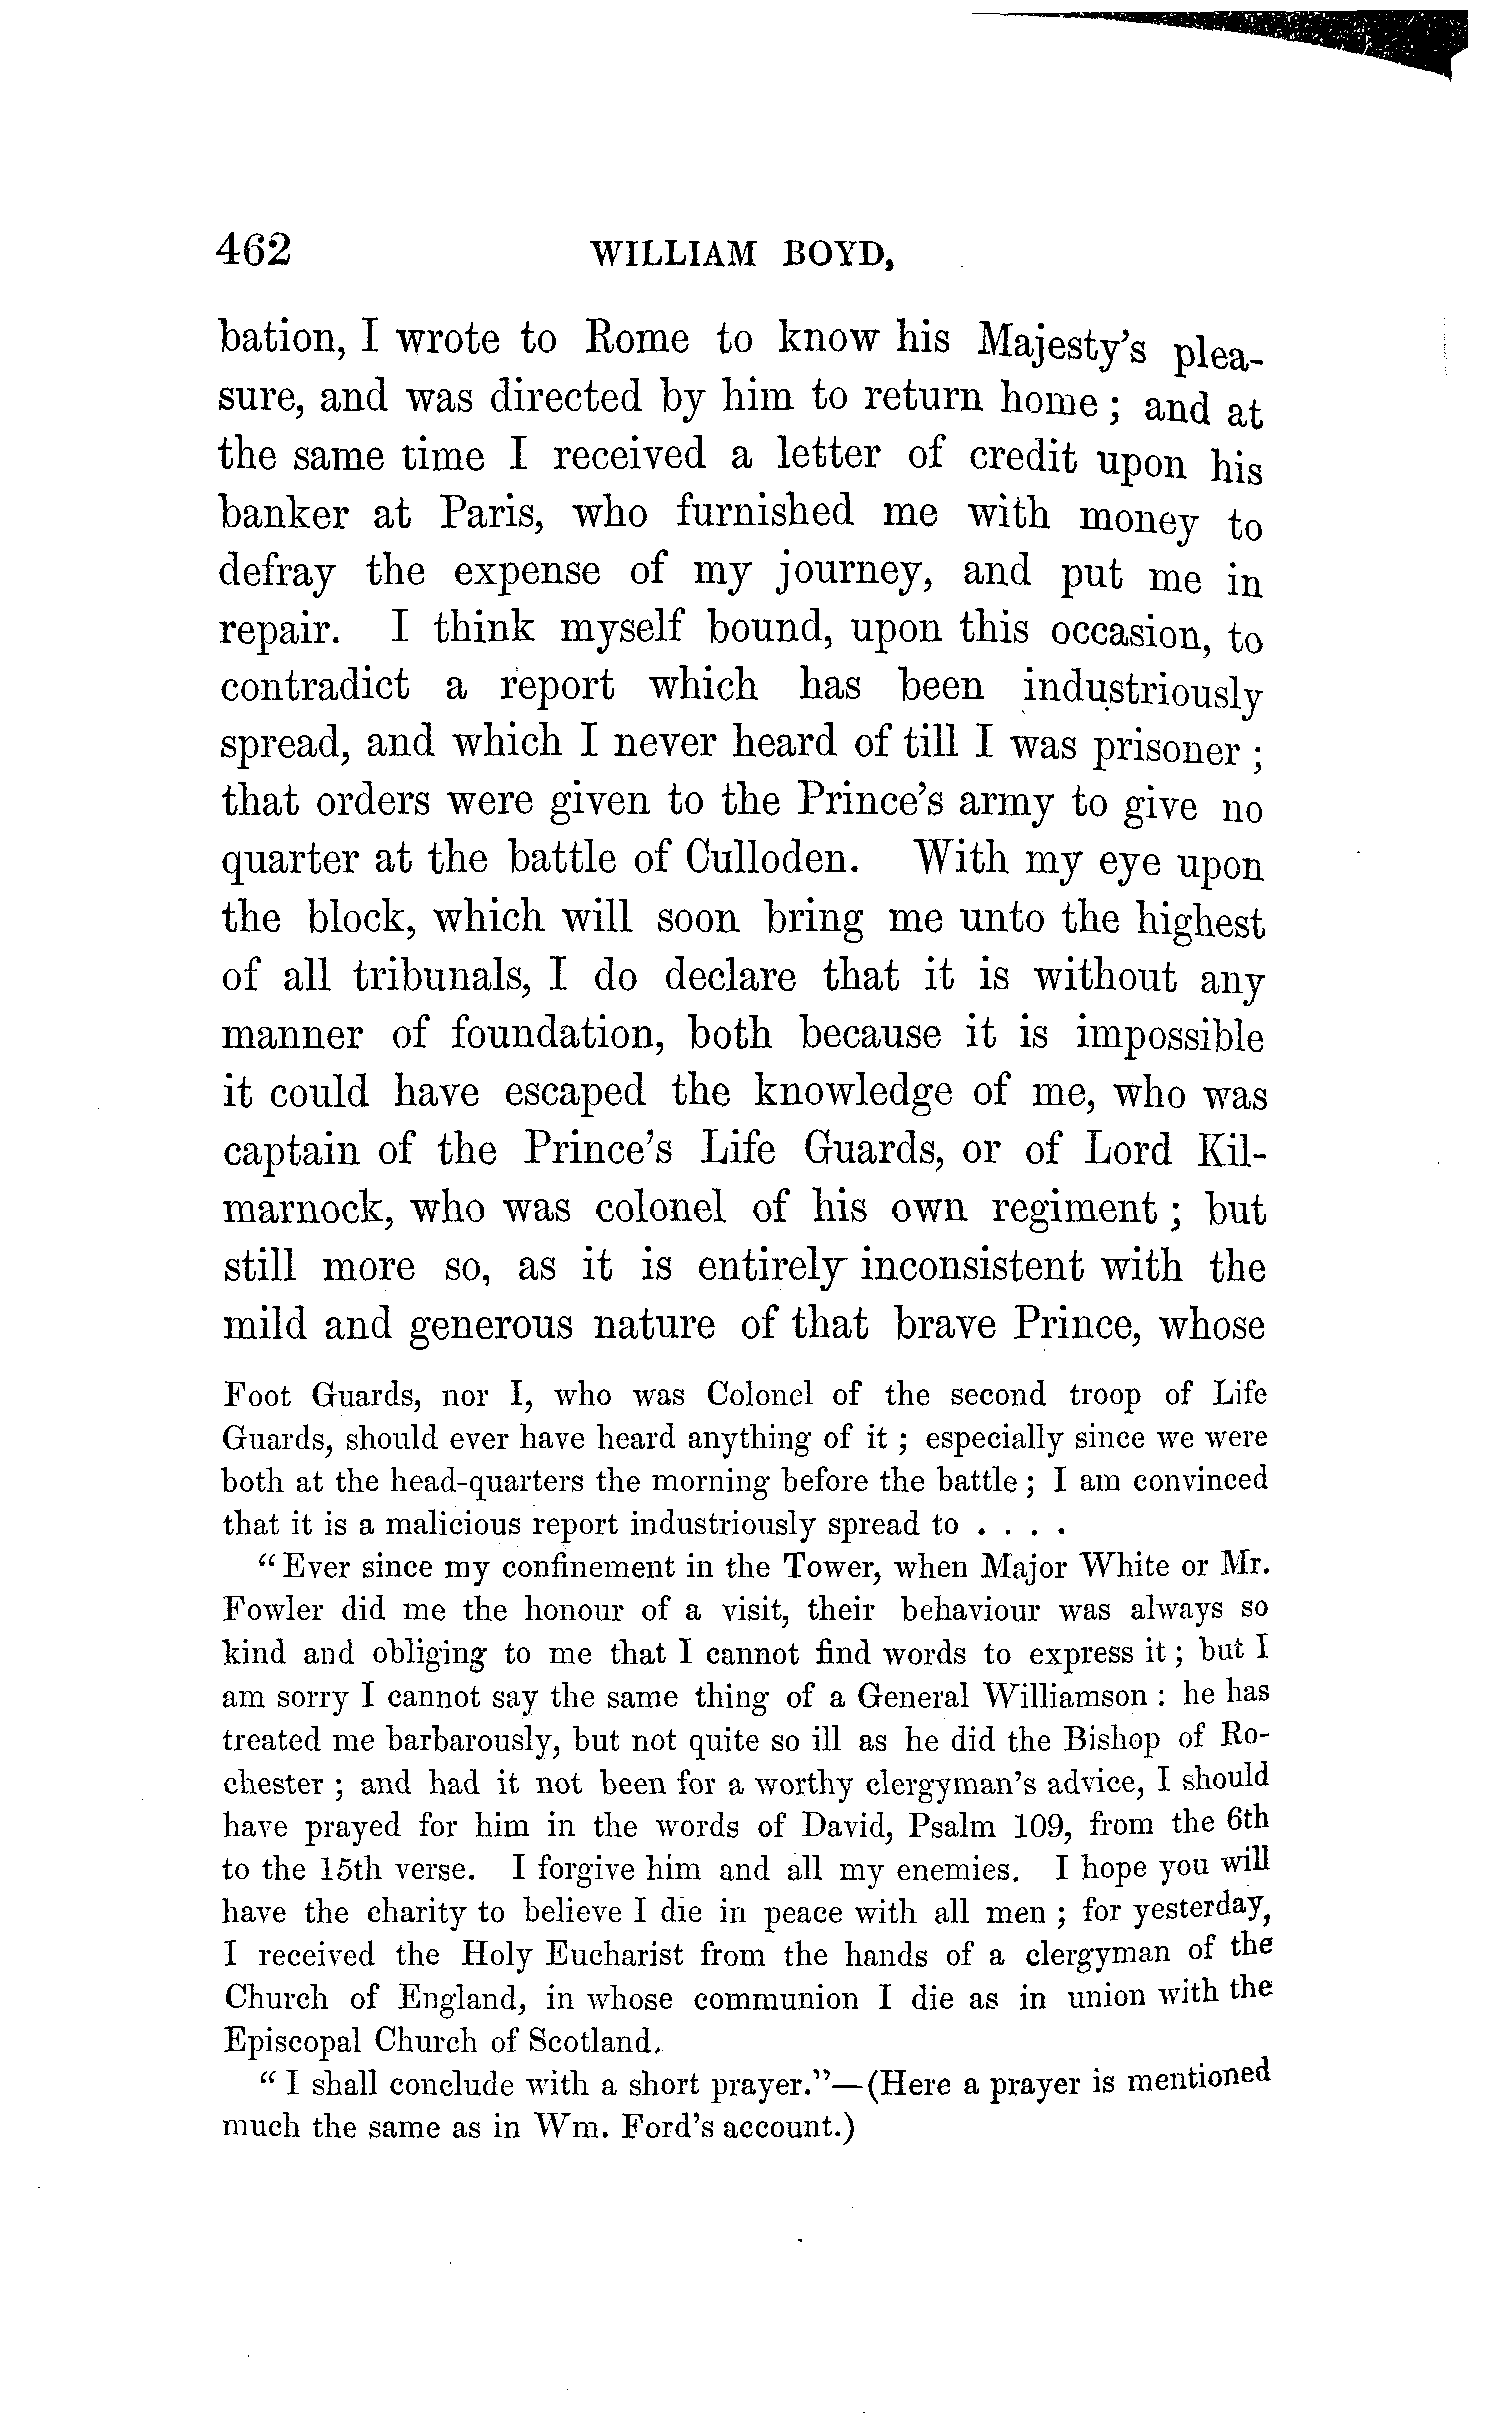 462 WILLIAM BOYD,
bation, I wrote to Rome to know his Majesty's plea-
sure, and was directed by him to return home; and at
the same time I received a letter of credit upon his
banker at Paris, who furnished me with money to
defray the expense of my journey, and put me in
repair. I think myself bound, upon this occasion, to
contradict a report which has been industriously
spread, and which I never heard of till I was prisoner;
that orders were given to the Prince's army to give no
quarter at the battle of Culloden. With my eye upon
the block, which will soon bring me unto the highest
of all tribunals, I do declare that it is without any
manner of foundation, both because it is impossible
it could have escaped the knowledge of me, who was
captain of the Prince's Life Guards, or of Lord Kil-
marnock, who was colonel of his own regiment; but
still more so, as it is entirely inconsistent with the
mild and generous nature of that brave Prince, whose
Foot Guards, nor I, who was Colonel of the second troop of Life
Guards, should ever have heard anything of it; especially since we were
both at the head-quarters the morning before the battle; I am convinced
that it is a malicious report industriously spread to . . . .
"Ever since my confinement in the Tower, when Major White or Mr.
Fowler did me the honour of a visit, their behaviour was always so
kind and obliging to me that I cannot find words to express it; but I
am sorry I cannot say the same thing of a General Williamson: he has
treated me barbarously, but not quite so ill as he did the Bishop of Ro-
chester; and had it not been for a worthy clergyman's advice, I should
have prayed for him in the words of David, Psalm 109, from the 6th
to the 15th verse. I forgive him and all my enemies. I hope you will
have the charity to believe I die in peace with all men; for yesterday,
I received the Holy Eucharist from the hands of a clergyman of the
Church of England, in whose communion I die as in union with the
Episcopal Church of Scotland.
"I shall conclude with a short prayer."—(Here a prayer is mentioned
much the same as in Wm. Ford's account.)